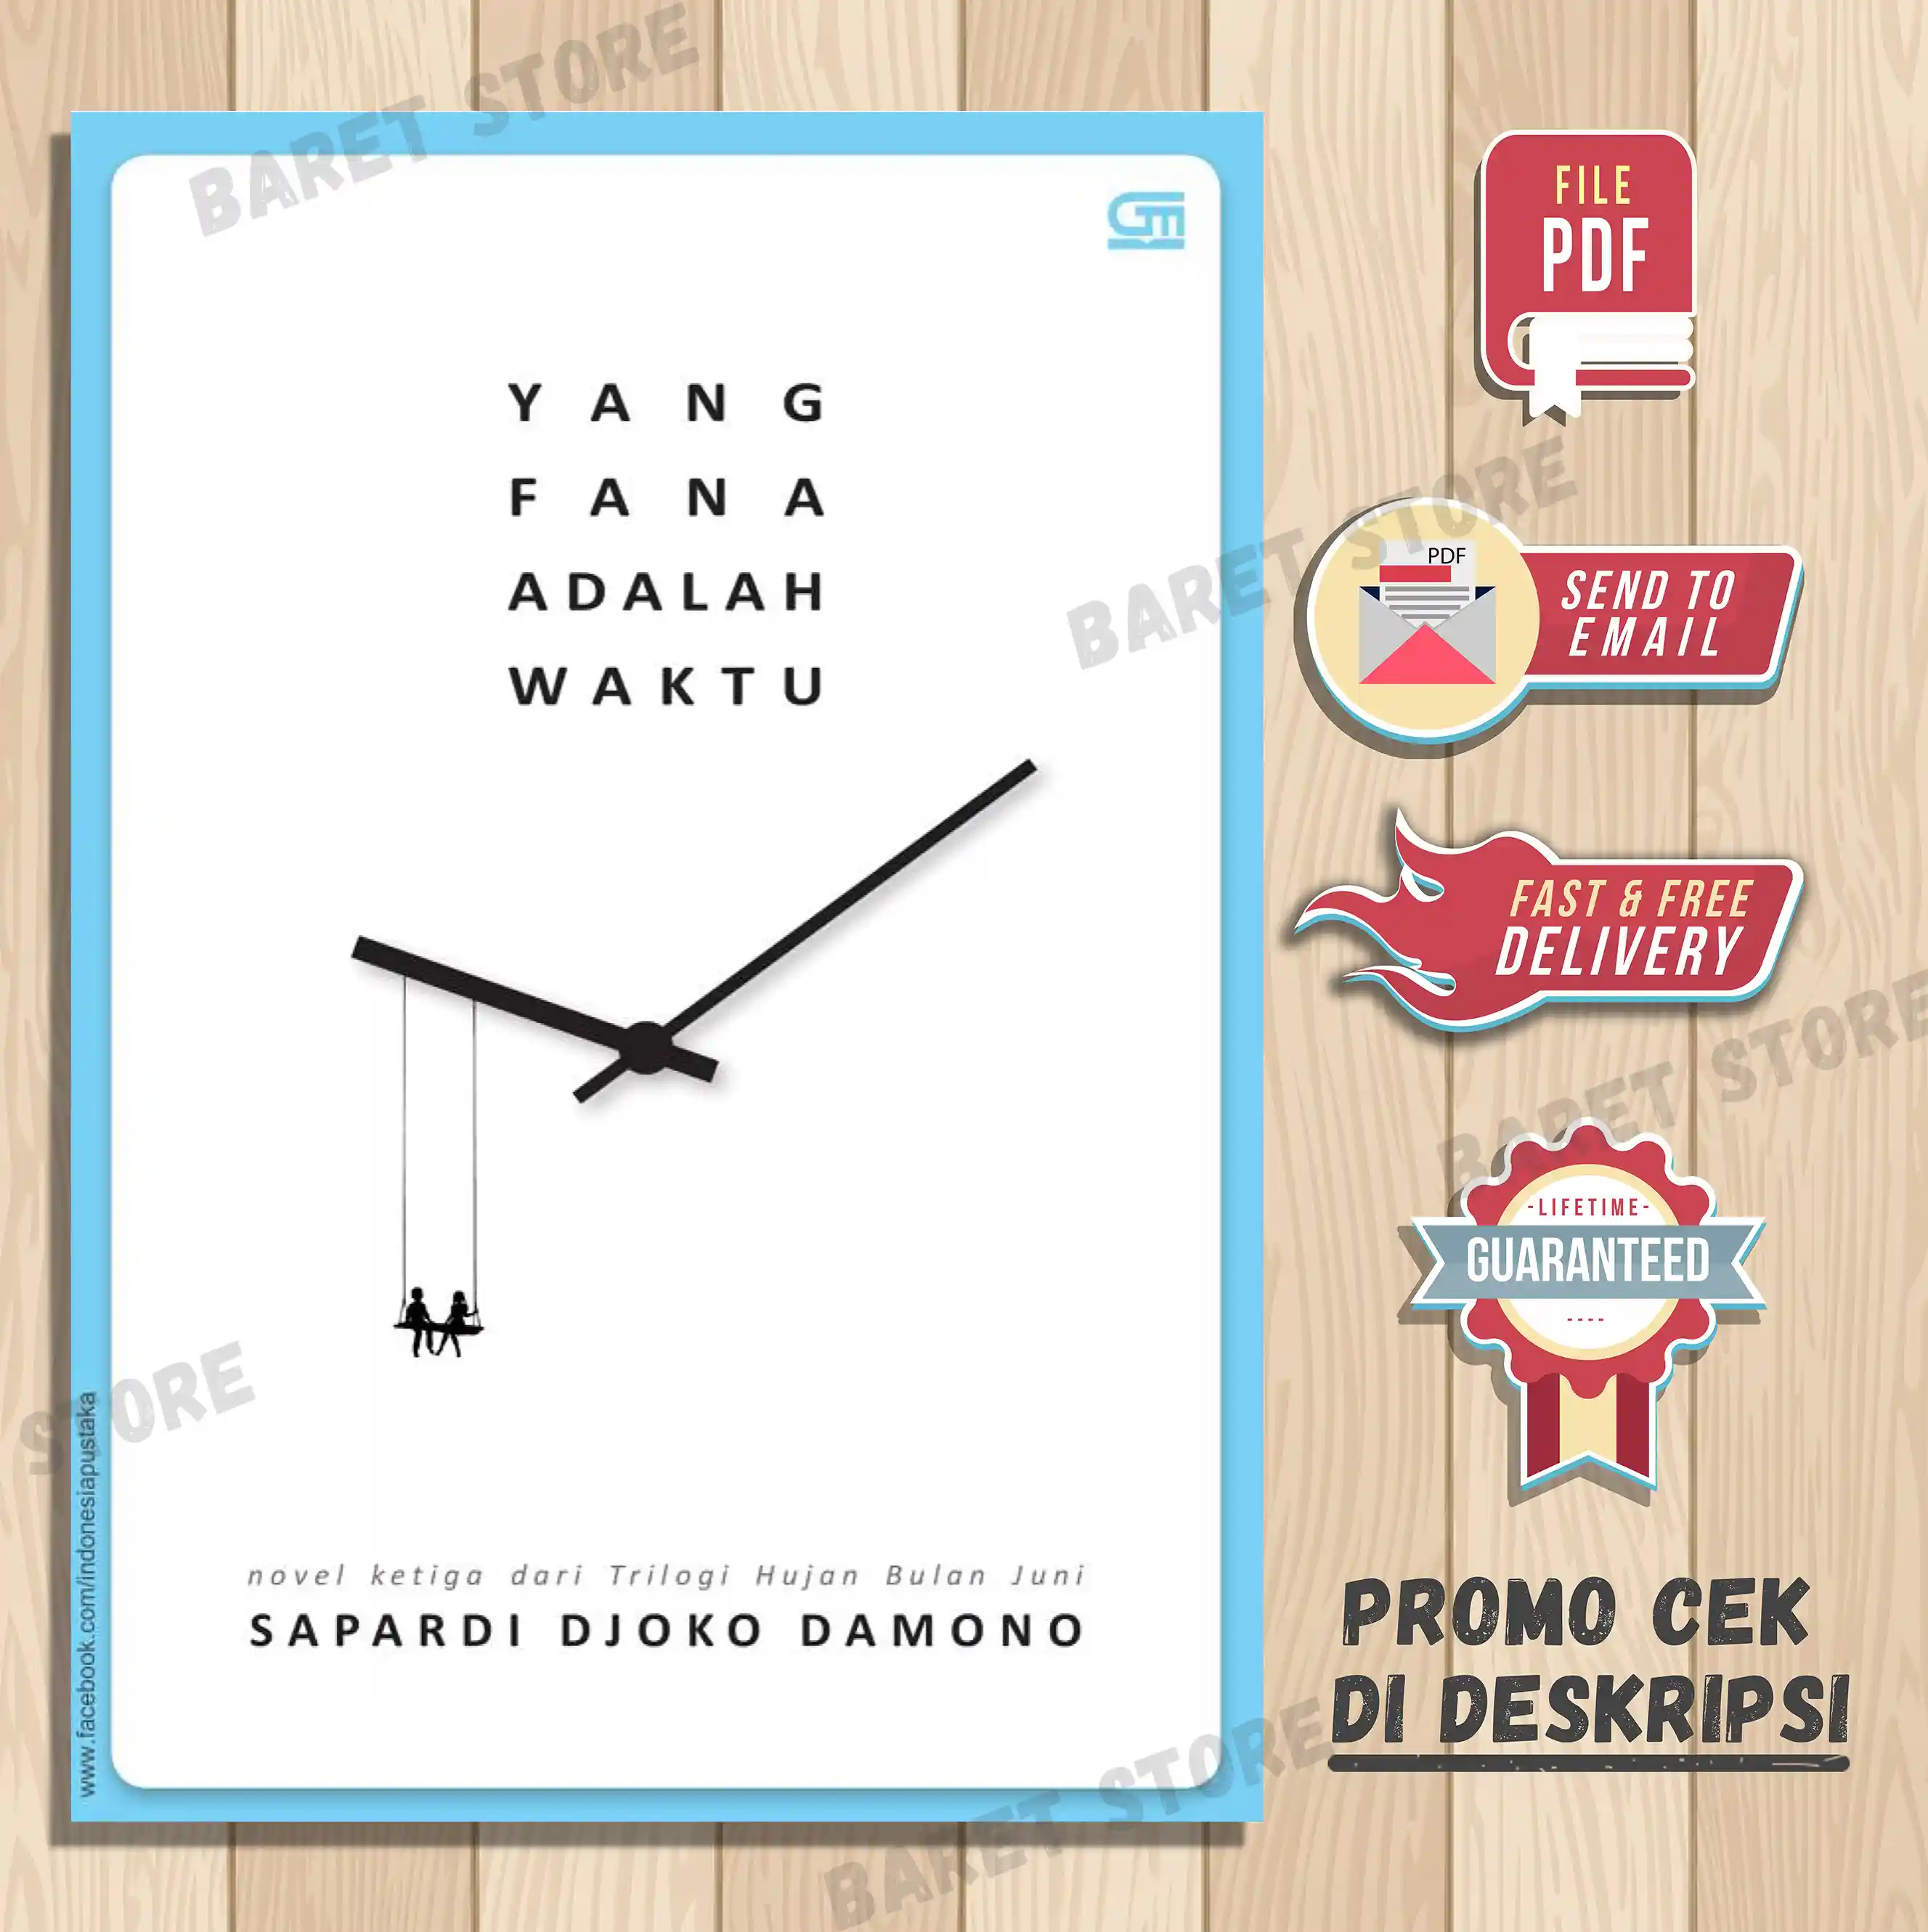 BARET STORE
Gm
YANG
FANA
ADALAH
WAKTU
novel ketiga dari Trilogi Hujan Bulan Juni
SAPARDI DJOKO DAMONO
www.facebook.com/indonesiapustaka
FILE
PDF
BARET STORE
PDF
SEND TO
EMAIL
FAST & FREE
DELIVERY
BARET STORE
-LIFETIME-
GUARANTEED
----
STORE
PROMO CEK
DI DESKRIPSI
BARET STORE